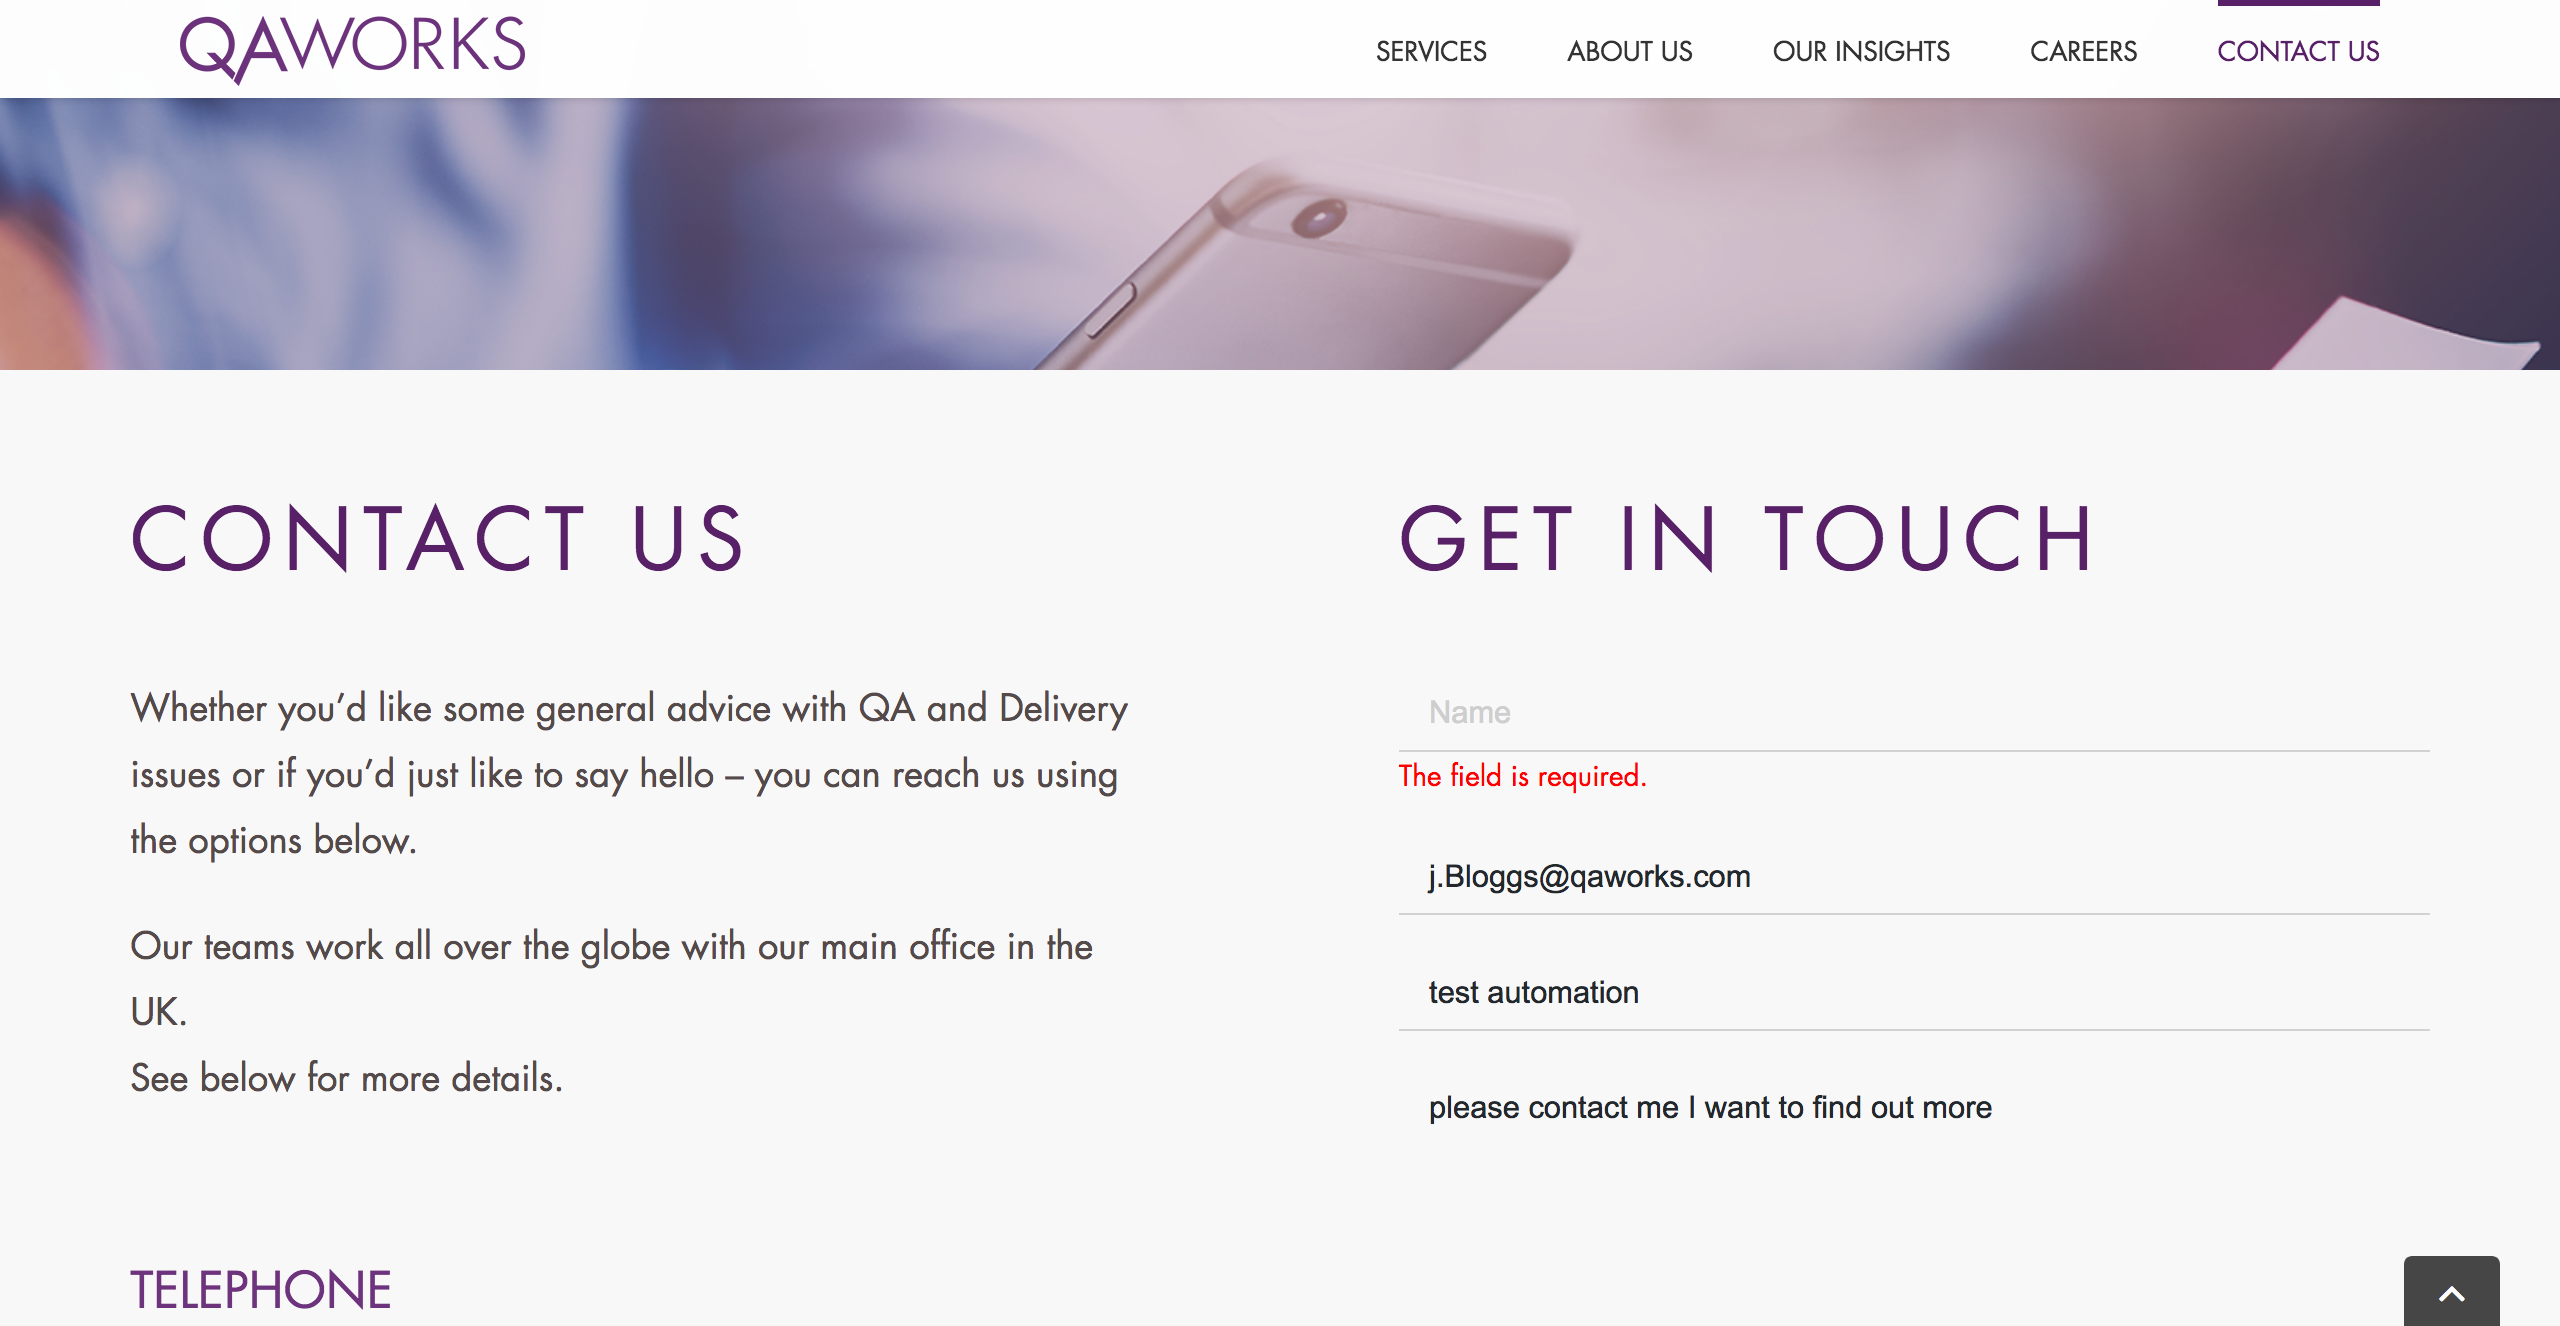 QAWORKS
SERVICES
ABOUT US
OUR INSIGHTS
CAREERS
CONTACT US
CONTACT US
Whether you’d like some general advice with QA and Delivery
issues or if you’d just like to say hello – you can reach us using
the options below.
Our teams work all over the globe with our main office in the
UK.
See below for more details.
TELEPHONE
GET IN TOUCH
Name
The field is required.
j.Bloggs@qaworks.com
test automation
please contact me I want to find out more